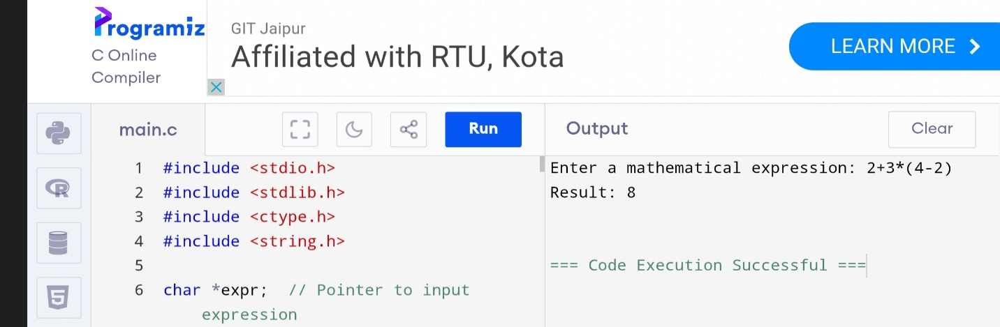 Programiz
C Online
Compiler
GIT Jaipur
Affiliated with RTU, Kota
LEARN MORE
main.c
Run
Output
Clear
1 #include <stdio.h>
2 #include <stdlib.h>
3 #include <ctype.h>
4 #include <string.h>
5
6 char *expr;  // Pointer to input
expression
Enter a mathematical expression: 2+3*(4-2)
Result: 8
=== Code Execution Successful ===
R
5